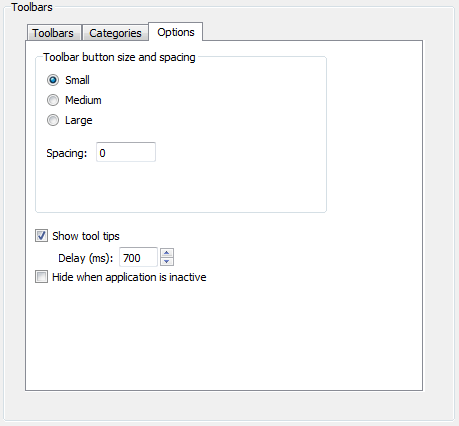 Toolbars
Toolbars Categories Options
Toolbar button size and spacing
Small
Medium
Large
Spacing: 0
Show tool tips
Delay (ms): 700
Hide when application is inactive